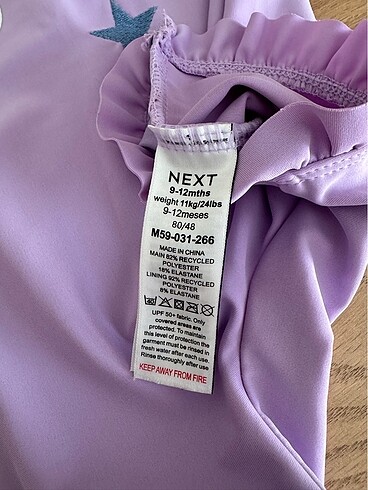 NEXT
9-12mths
weight 11kg/24lbs
9-12meses
80/48
M59-031-266
MADE IN CHINA
MAIN 82% RECYCLED
POLYESTER
18% ELASTANE
LINING 92% RECYCLED
POLYESTER
8% ELASTANE
UPF 50+ fabric. Only
covered areas are
protected. To maintain
this level of protection the
garment must be rinsed in
fresh water after each use.
Rinse thoroughly after use.
KEEP AWAY FROM FIRE